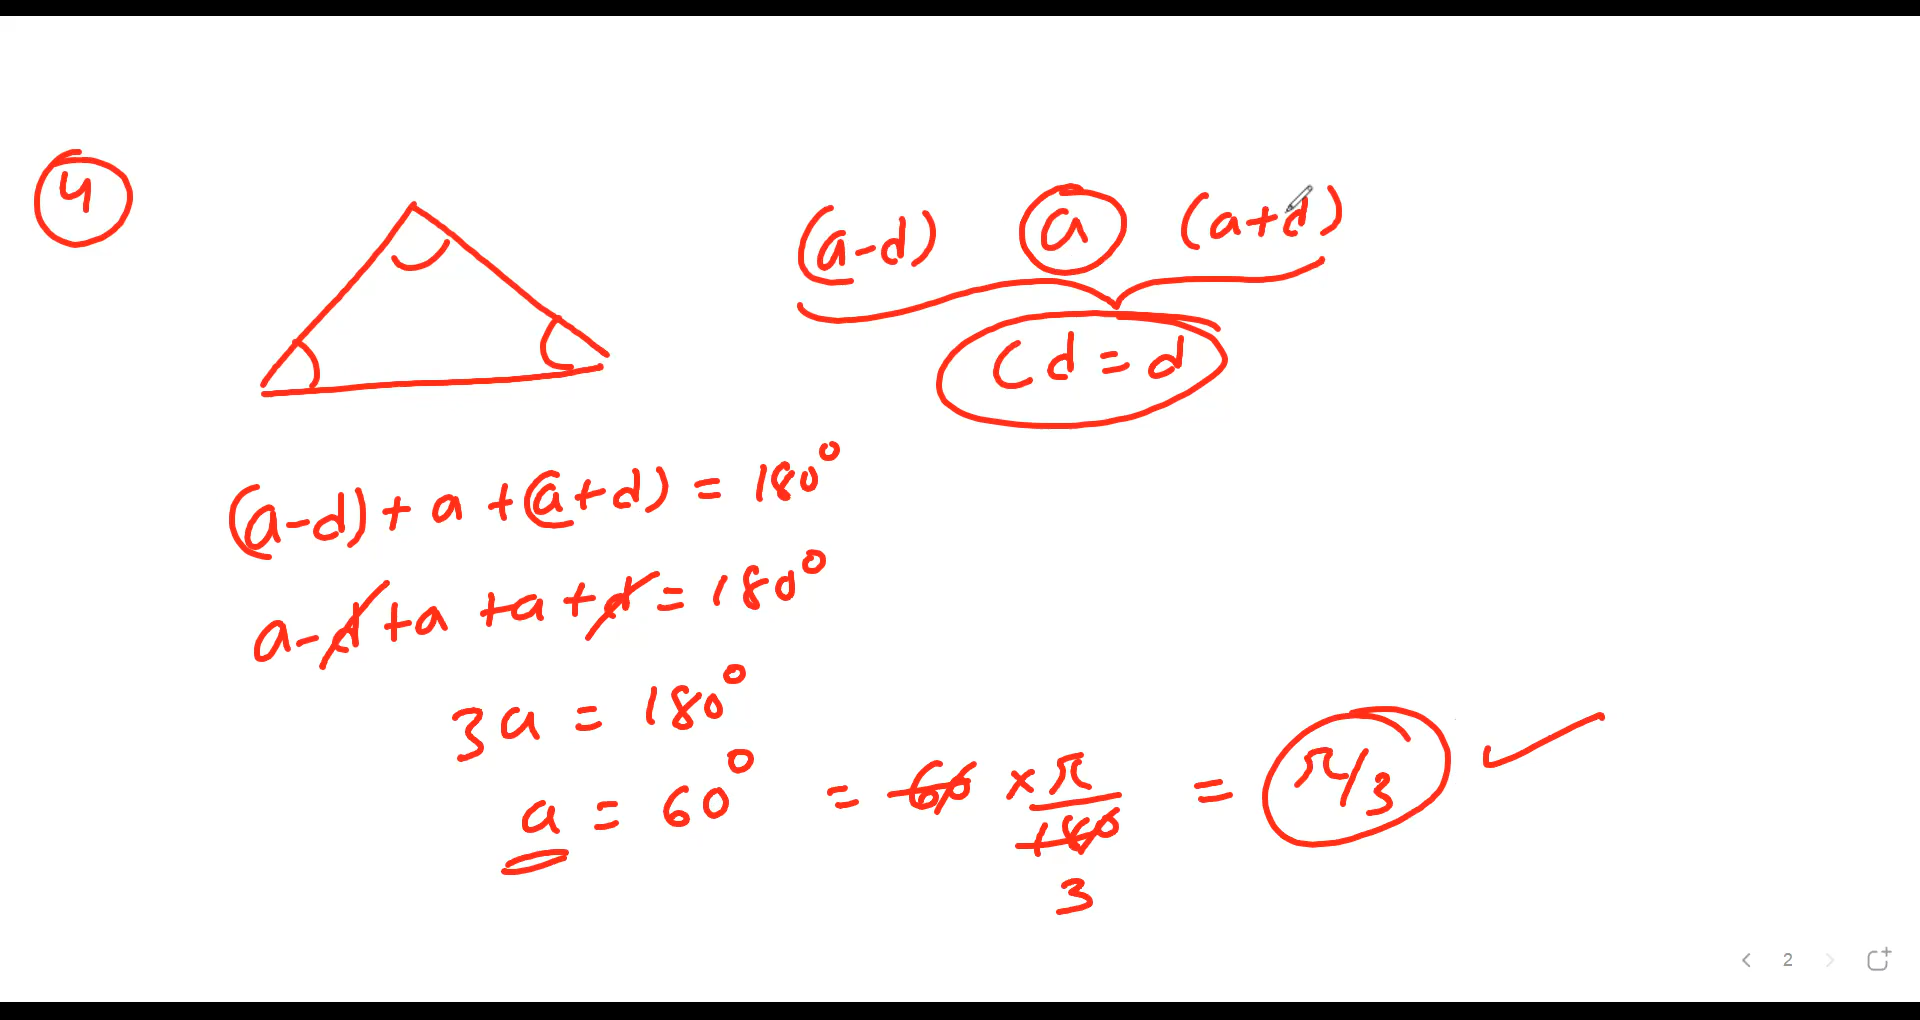 4
(a-d) a (a+d)
Cd = d
(a-d) + a + (a+d) = 180°
a-d+a+a+d = 180°
3a = 180°
a = 60° = 60 × π/180 = π/3 ✓
3
2